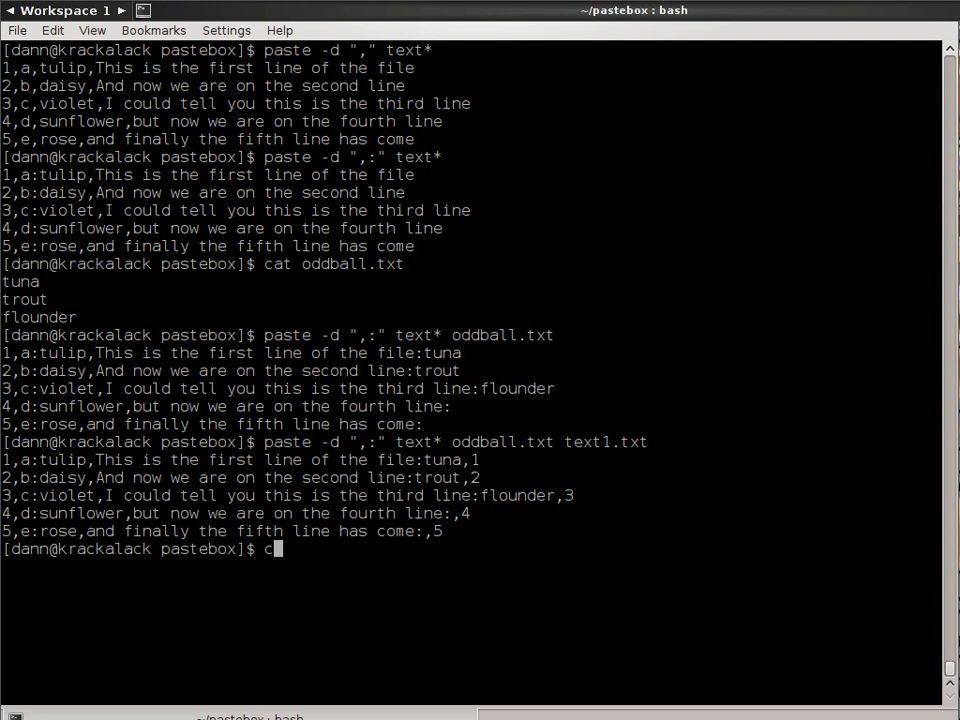 ◄ Workspace 1 ►
~/pastebox : bash
File Edit View Bookmarks Settings Help
[dann@krackalack pastebox]$ paste -d "," text*
1,a,tulip,This is the first line of the file
2,b,daisy,And now we are on the second line
3,c,violet,I could tell you this is the third line
4,d,sunflower,but now we are on the fourth line
5,e,rose,and finally the fifth line has come
[dann@krackalack pastebox]$ paste -d ",:" text*
1,a:tulip,This is the first line of the file
2,b:daisy,And now we are on the second line
3,c:violet,I could tell you this is the third line
4,d:sunflower,but now we are on the fourth line
5,e:rose,and finally the fifth line has come
[dann@krackalack pastebox]$ cat oddball.txt
tuna
trout
flounder
[dann@krackalack pastebox]$ paste -d ",:" text* oddball.txt
1,a:tulip,This is the first line of the file:tuna
2,b:daisy,And now we are on the second line:trout
3,c:violet,I could tell you this is the third line:flounder
4,d:sunflower,but now we are on the fourth line:
5,e:rose,and finally the fifth line has come:
[dann@krackalack pastebox]$ paste -d ",:" text* oddball.txt text1.txt
1,a:tulip,This is the first line of the file:tuna,1
2,b:daisy,And now we are on the second line:trout,2
3,c:violet,I could tell you this is the third line:flounder,3
4,d:sunflower,but now we are on the fourth line:,4
5,e:rose,and finally the fifth line has come:,5
[dann@krackalack pastebox]$ c
~/pastebox : bash